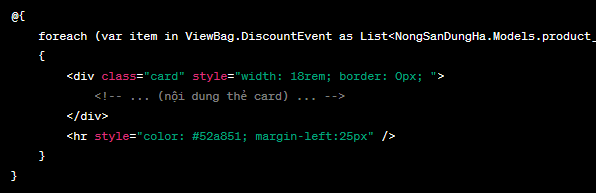 @{
foreach (var item in ViewBag.DiscountEvent as List<NongSanDungHa.Models.product_
{
<div class="card" style="width: 18rem; border: 0px; ">
<!-- ... (nội dung thẻ card) ... -->
</div>
<hr style="color: #52a851; margin-left:25px" />
}
}